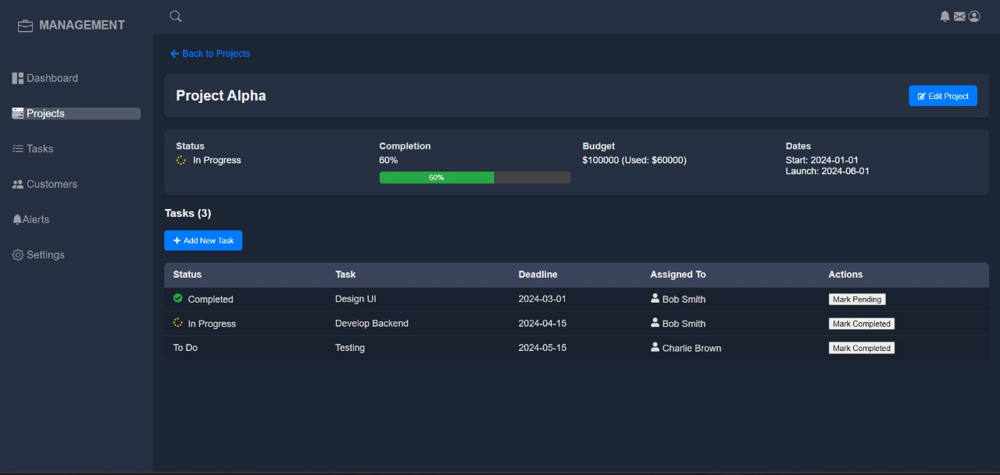 MANAGEMENT
Dashboard
Projects
Tasks
Customers
Alerts
Settings
Back to Projects
Project Alpha
Edit Project
Status
In Progress
Completion
60%
60%
Budget
$100000 (Used: $60000)
Dates
Start: 2024-01-01
Launch: 2024-06-01
Tasks (3)
Add New Task
Status Task Deadline Assigned To Actions
Completed Design UI 2024-03-01 Bob Smith Mark Pending
In Progress Develop Backend 2024-04-15 Bob Smith Mark Completed
To Do Testing 2024-05-15 Charlie Brown Mark Completed